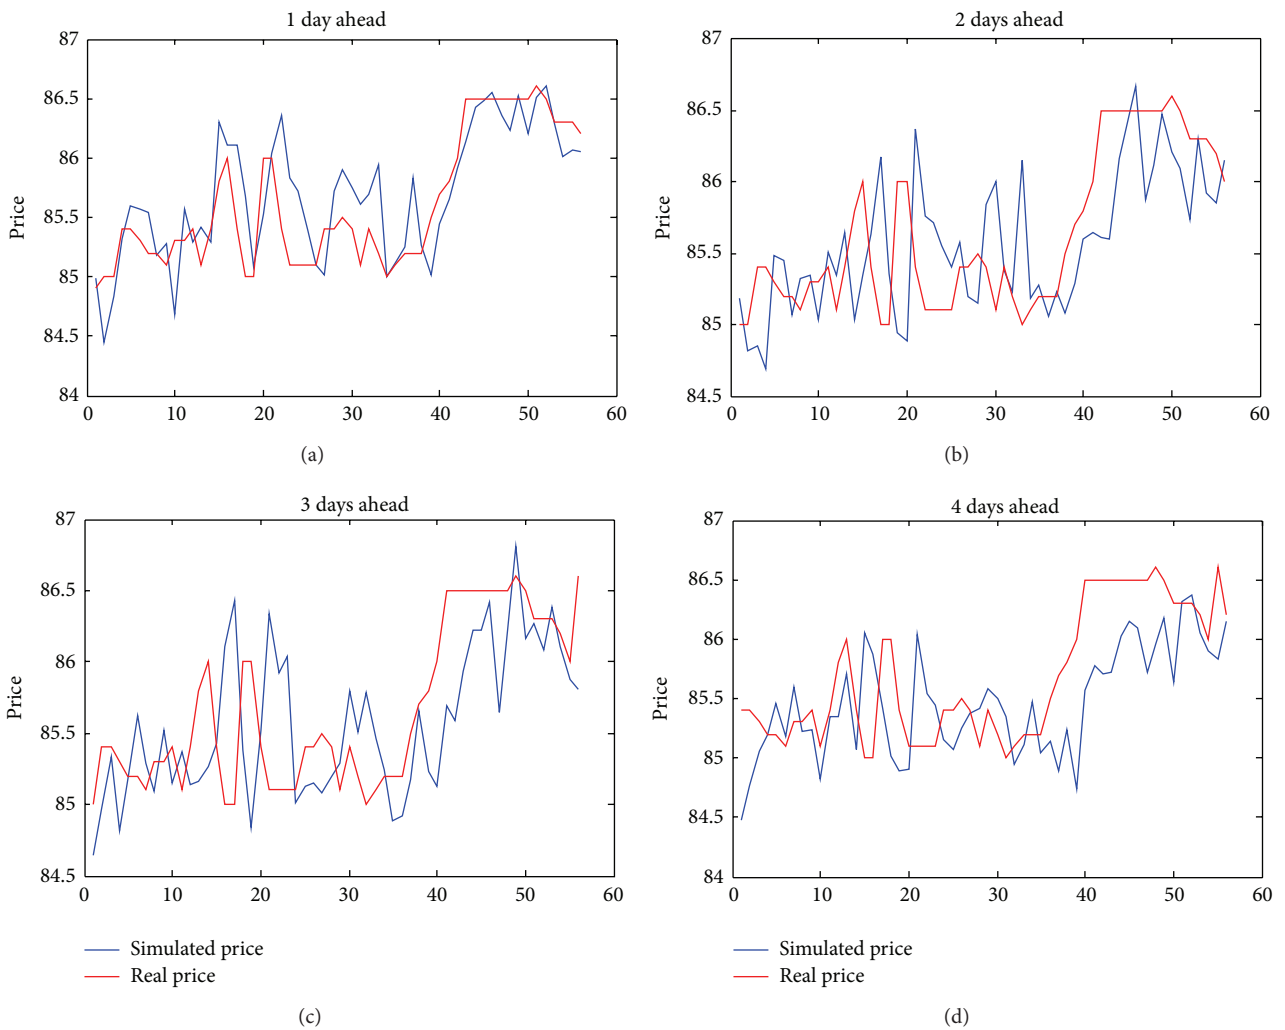 1 day ahead
87
86.5
86
85.5
85
84.5
84
Price
0 10 20 30 40 50 60
(a)
2 days ahead
87
86.5
86
85.5
85
84.5
Price
0 10 20 30 40 50 60
(b)
3 days ahead
87
86.5
86
85.5
85
84.5
Price
0 10 20 30 40 50 60
Simulated price
Real price
(c)
4 days ahead
87
86.5
86
85.5
85
84.5
84
Price
0 10 20 30 40 50 60
Simulated price
Real price
(d)